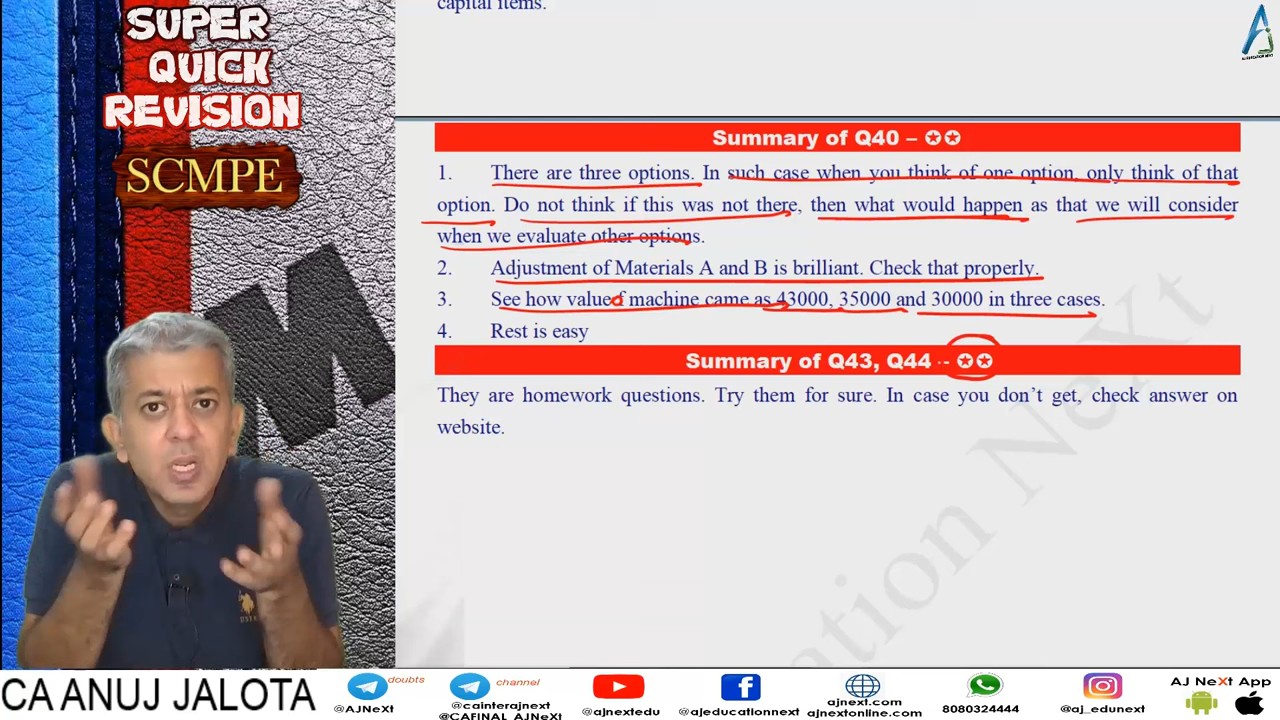 capital items.
SUPER
QUICK
REVISION
SCMPE
Summary of Q40 – ✪✪
1. There are three options. In such case when you think of one option, only think of that
option. Do not think if this was not there, then what would happen as that we will consider
when we evaluate other options.
2. Adjustment of Materials A and B is brilliant. Check that properly.
3. See how value of machine came as 43000, 35000 and 30000 in three cases.
4. Rest is easy
Summary of Q43, Q44 - ✪✪
They are homework questions. Try them for sure. In case you don't get, check answer on
website.
ation NeXt
CA ANUJ JALOTA
doubts
@AJNeXt
channel
@cainterajnext
@CAFINAL_AJNeXt
@ajnextedu
@ajeducationnext
ajnext.com
ajnextonline.com
8080324444
@aj_edunext
AJ NeXt App